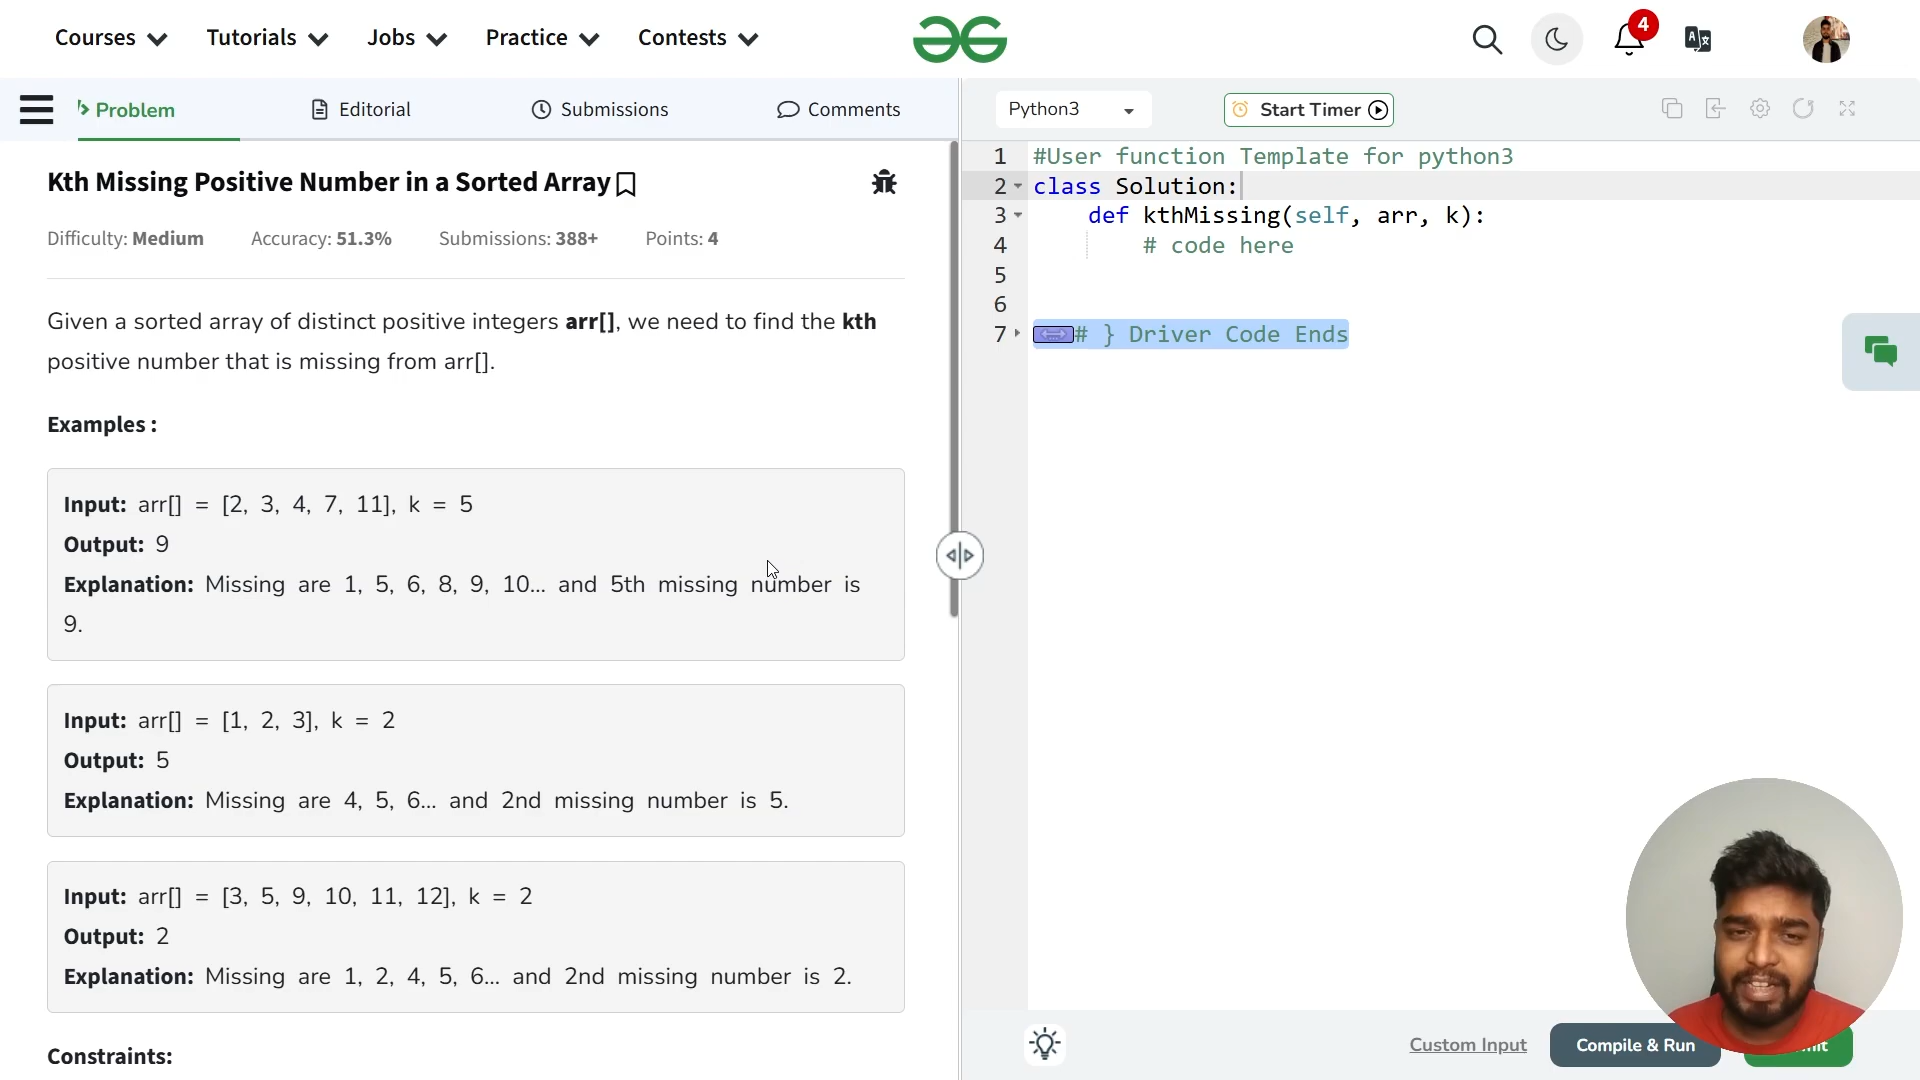 Courses Tutorials Jobs Practice Contests
4
Problem Editorial Submissions Comments
Python3 Start Timer
Kth Missing Positive Number in a Sorted Array
Difficulty: Medium Accuracy: 51.3% Submissions: 388+ Points: 4
Given a sorted array of distinct positive integers arr[], we need to find the kth
positive number that is missing from arr[].
Examples :
Input: arr[] = [2, 3, 4, 7, 11], k = 5
Output: 9
Explanation: Missing are 1, 5, 6, 8, 9, 10... and 5th missing number is
9.
Input: arr[] = [1, 2, 3], k = 2
Output: 5
Explanation: Missing are 4, 5, 6... and 2nd missing number is 5.
Input: arr[] = [3, 5, 9, 10, 11, 12], k = 2
Output: 2
Explanation: Missing are 1, 2, 4, 5, 6... and 2nd missing number is 2.
Constraints:
1 #User function Template for python3
2 class Solution:
3 def kthMissing(self, arr, k):
4 # code here
5
6
7 # } Driver Code Ends
Custom Input Compile & Run